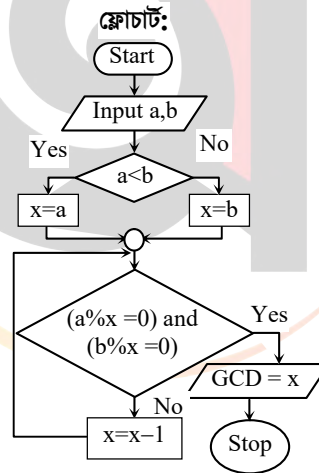 ফ্লোচার্ট:
Start
Input a,b
Yes
No
a<b
x=a
x=b
(a%x =0) and
(b%x =0)
Yes
GCD = x
No
x=x–1
Stop